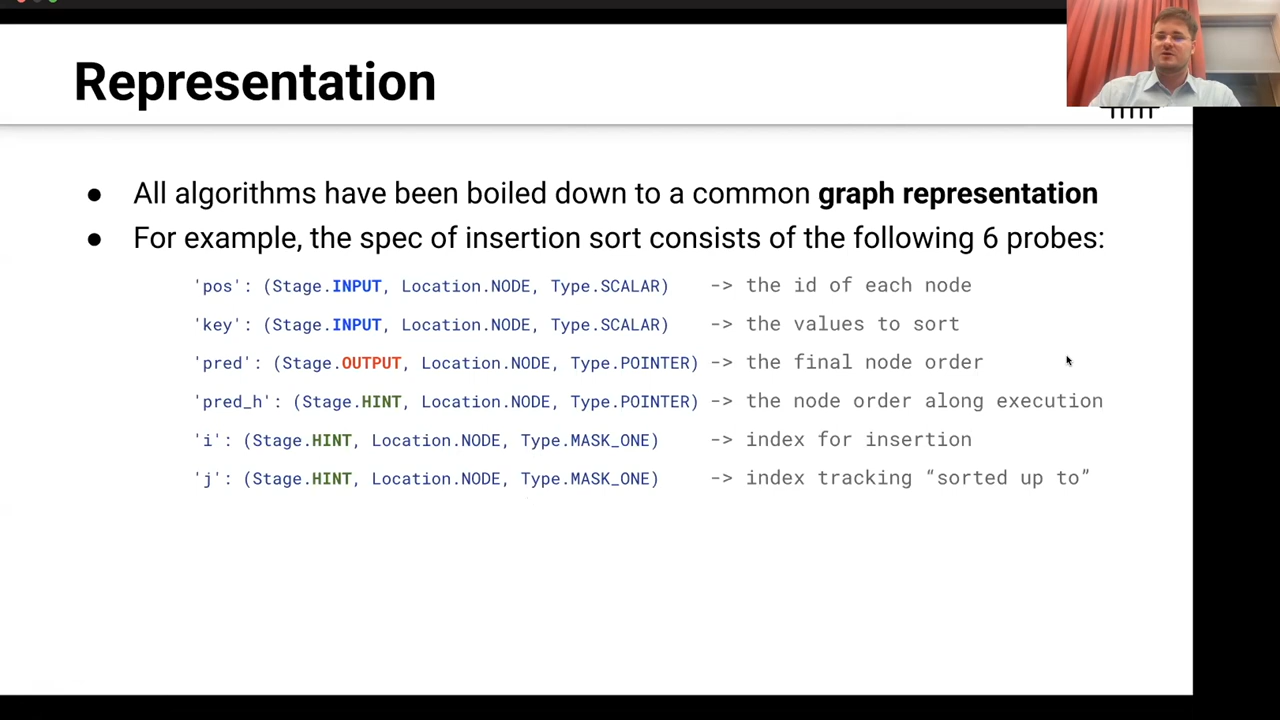 Representation
● All algorithms have been boiled down to a common graph representation
● For example, the spec of insertion sort consists of the following 6 probes:
'pos': (Stage.INPUT, Location.NODE, Type.SCALAR) -> the id of each node
'key': (Stage.INPUT, Location.NODE, Type.SCALAR) -> the values to sort
'pred': (Stage.OUTPUT, Location.NODE, Type.POINTER) -> the final node order
'pred_h': (Stage.HINT, Location.NODE, Type.POINTER) -> the node order along execution
'i': (Stage.HINT, Location.NODE, Type.MASK_ONE) -> index for insertion
'j': (Stage.HINT, Location.NODE, Type.MASK_ONE) -> index tracking “sorted up to”